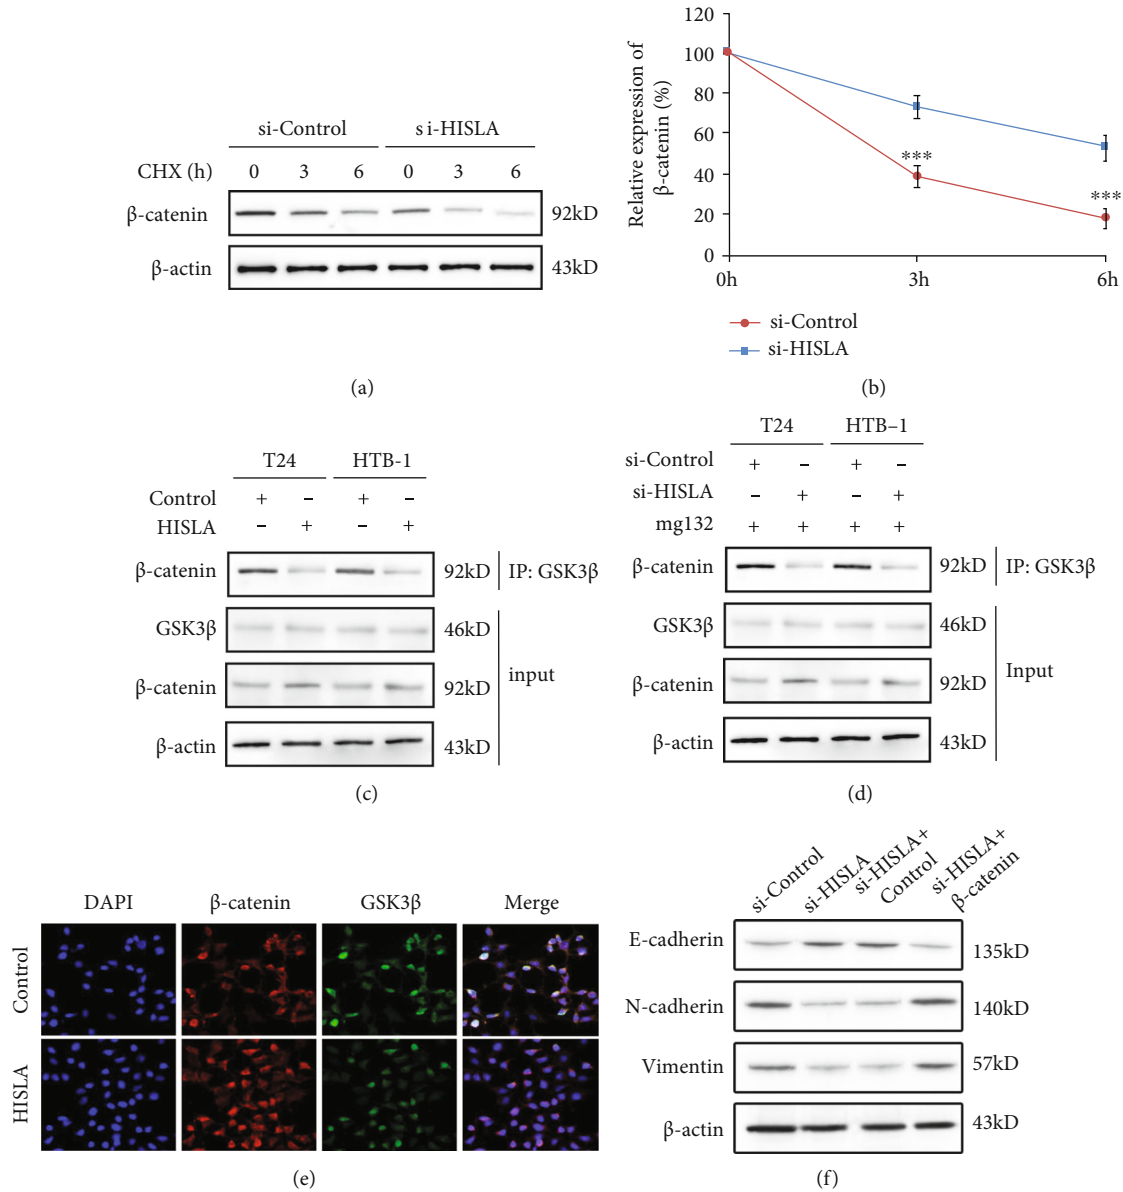 si-Control s i-HISLA
CHX (h) 0 3 6 0 3 6
β-catenin 92kD
β-actin 43kD
(a)
Relative expression of
β-catenin (%)
120
100
80
60
40
20
0
*** ***
0h 3h 6h
si-Control
si-HISLA
(b)
T24 HTB-1
Control + – + –
HISLA – + – +
β-catenin 92kD IP: GSK3β
GSK3β 46kD
β-catenin 92kD
β-actin 43kD
input
(c)
T24 HTB–1
si-Control + – + –
si-HISLA – + – +
mg132 + + + +
β-catenin 92kD IP: GSK3β
GSK3β 46kD
β-catenin 92kD
β-actin 43kD
Input
(d)
DAPI β-catenin GSK3β Merge
Control
HISLA
(e)
si-Control
si-HISLA
si-HISLA+
Control
si-HISLA+
β-catenin
E-cadherin 135kD
N-cadherin 140kD
Vimentin 57kD
β-actin 43kD
(f)